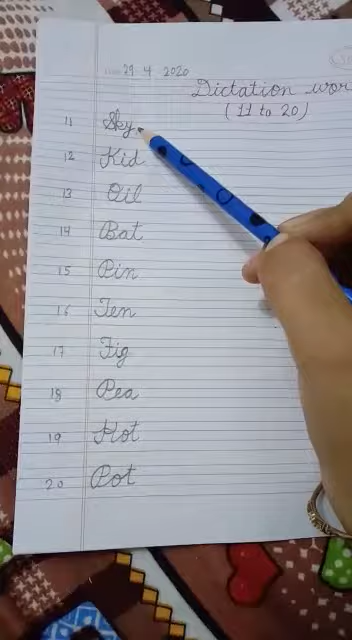 29 4 2020
Dictation wor
(11 to 20)
11 Sky
12 Kid
13 Oil
14 Bat
15 Pin
16 Ten
17 Fig
18 Pea
19 Hot
20 Pot